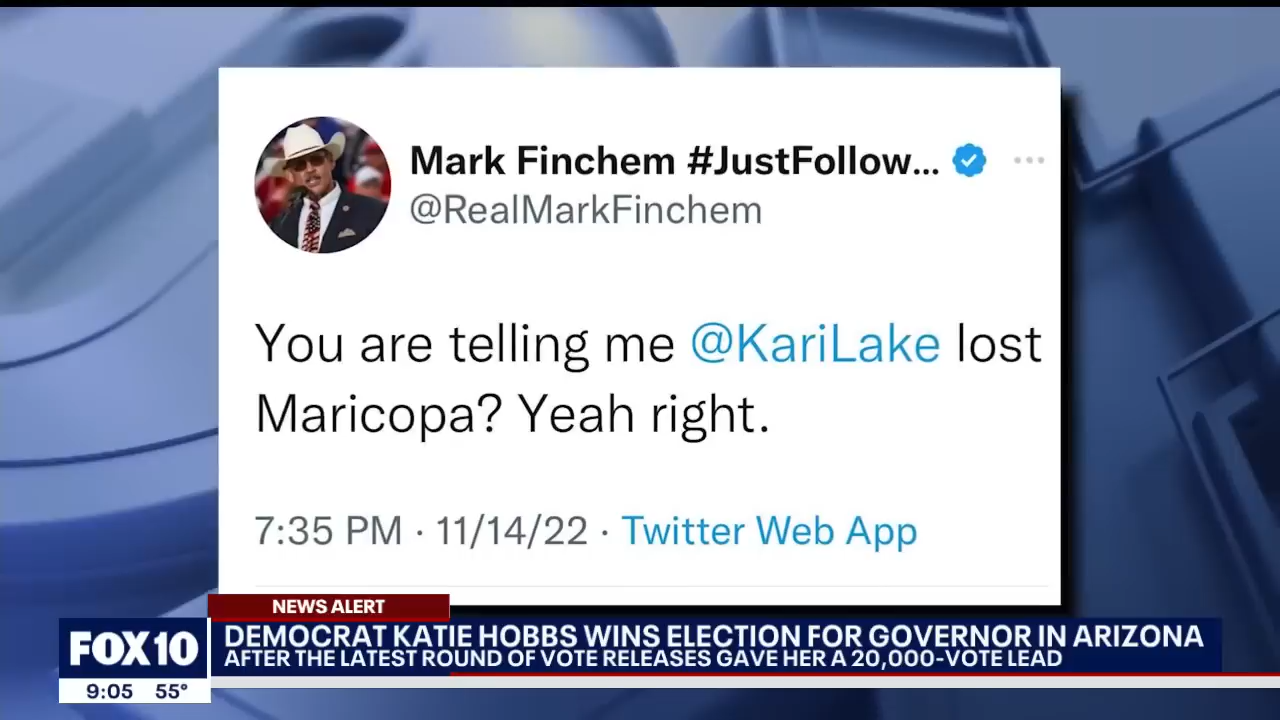 Mark Finchem #JustFollow...
@RealMarkFinchem
You are telling me @KariLake lost
Maricopa? Yeah right.
7:35 PM · 11/14/22 · Twitter Web App
NEWS ALERT
FOX 10
DEMOCRAT KATIE HOBBS WINS ELECTION FOR GOVERNOR IN ARIZONA
AFTER THE LATEST ROUND OF VOTE RELEASES GAVE HER A 20,000-VOTE LEAD
9:05 55°